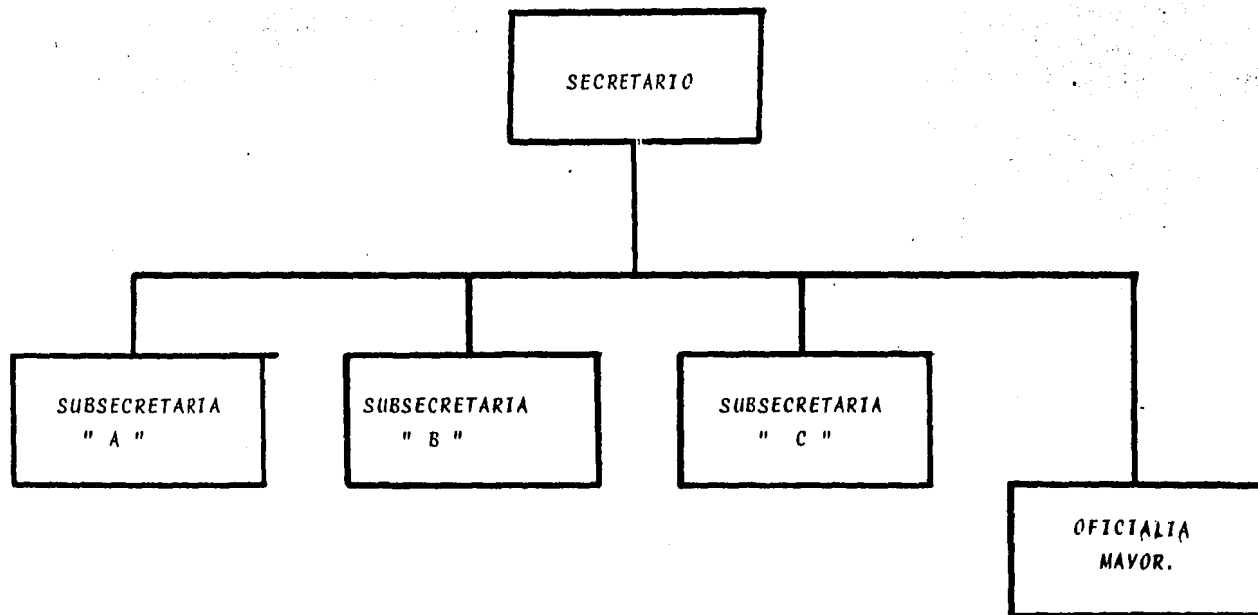 SECRETARIO
SUBSECRETARIA
" A "
SUBSECRETARIA
" B "
SUBSECRETARIA
" C "
OFICIALIA
MAYOR.